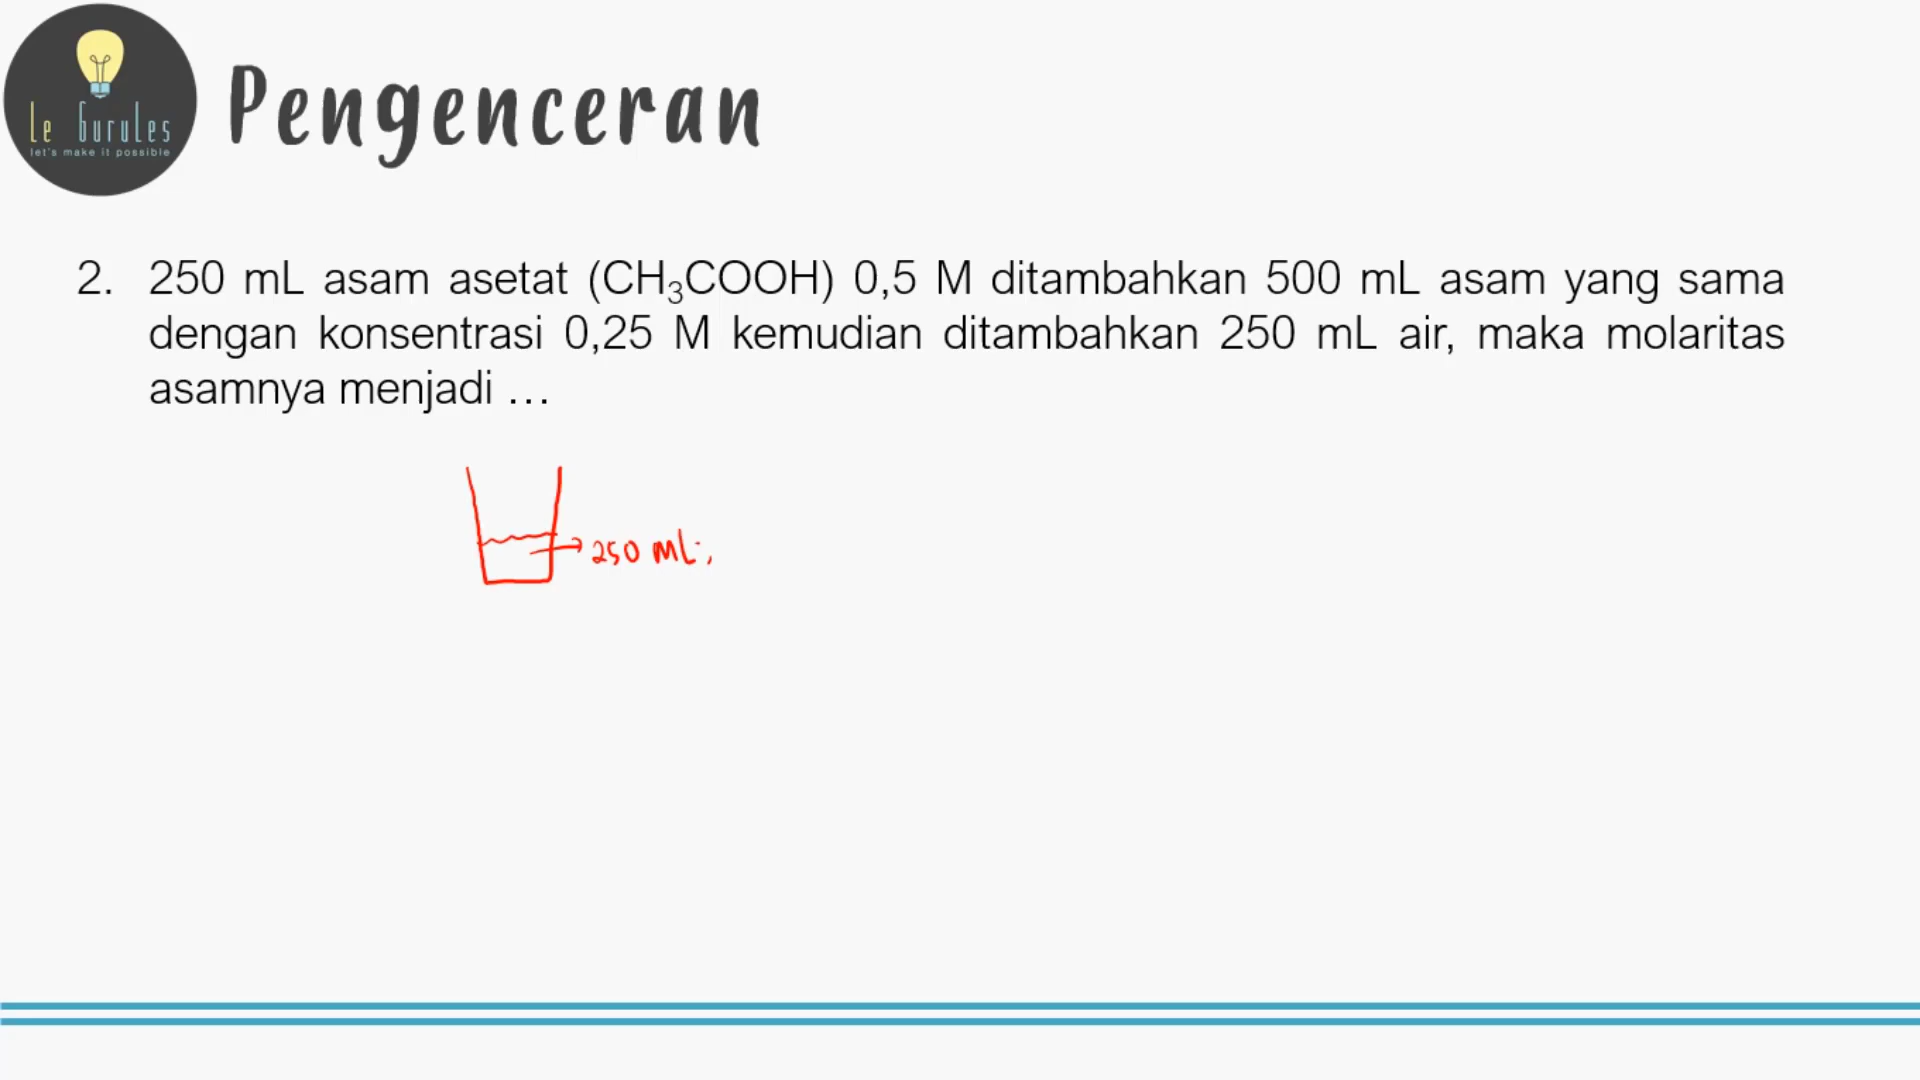 le gurules
let's make it possible
Pengenceran
2. 250 mL asam asetat (CH₃COOH) 0,5 M ditambahkan 500 mL asam yang sama
dengan konsentrasi 0,25 M kemudian ditambahkan 250 mL air, maka molaritas
asamnya menjadi …
250 mL ,